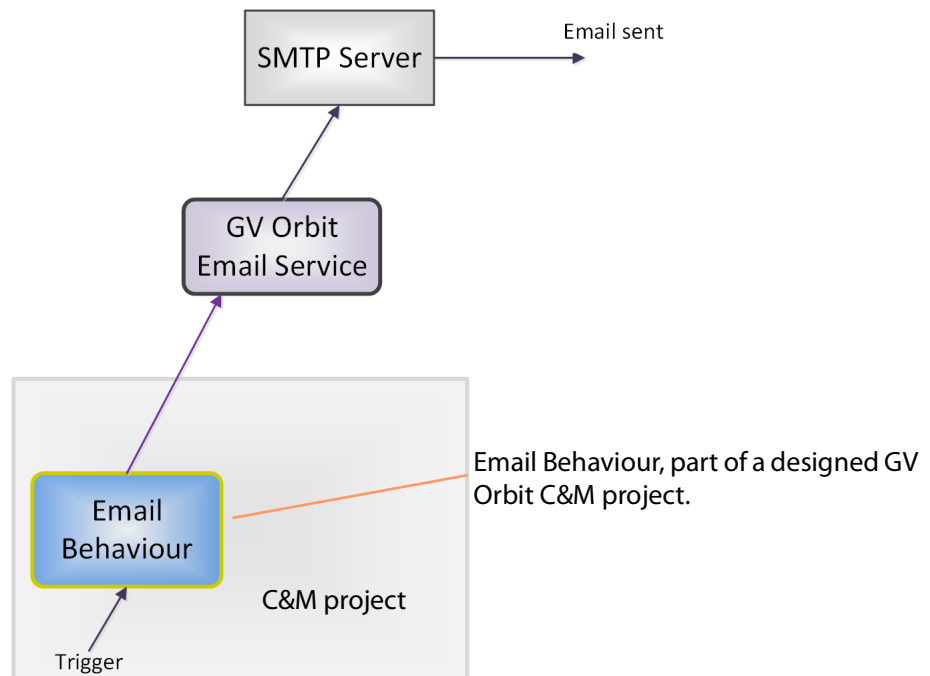 Email sent
SMTP Server
GV Orbit
Email Service
Email Behaviour, part of a designed GV
Orbit C&M project.
Email
Behaviour
C&M project
Trigger